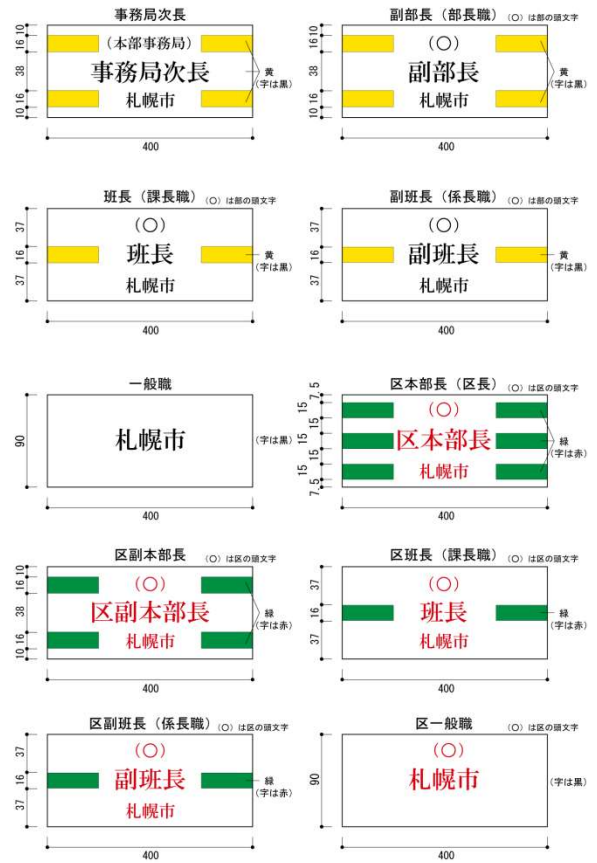 事務局次長
10
16
38
16
10
(本部事務局)
事務局次長
札幌市
黄
(字は黒)
400
副部長（部長職）（○）は部の頭文字
10
16
38
16
10
(○)
副部長
札幌市
黄
(字は黒)
400
班長（課長職）（○）は部の頭文字
37
16
37
(○)
班長
札幌市
黄
(字は黒)
400
副班長（係長職）（○）は部の頭文字
37
16
37
(○)
副班長
札幌市
黄
(字は黒)
400
一般職
90
札幌市
(字は黒)
400
区本部長（区長）（○）は区の頭文字
7.5
15
15
15
15
15
7.5
(○)
区本部長
札幌市
緑
(字は赤)
400
区副本部長（○）は区の頭文字
10
16
38
16
10
(○)
区副本部長
札幌市
緑
(字は赤)
400
区班長（課長職）（○）は区の頭文字
37
16
37
(○)
班長
札幌市
緑
(字は赤)
400
区副班長（係長職）（○）は区の頭文字
37
16
37
(○)
副班長
札幌市
緑
(字は赤)
400
区一般職（○）は区の頭文字
90
(○)
札幌市
(字は黒)
400